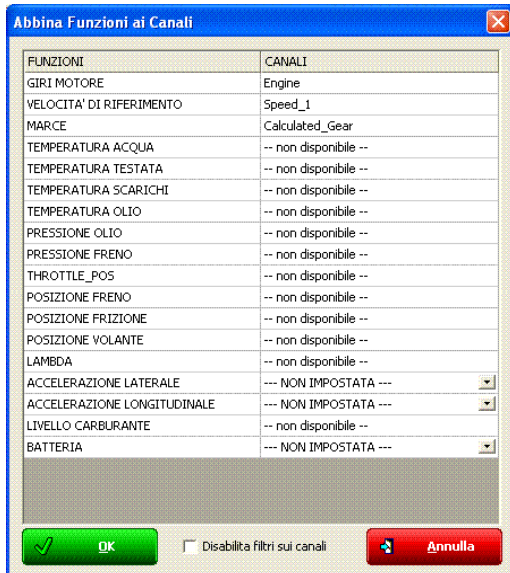 Abbina Funzioni ai Canali
FUNZIONI CANALI
GIRI MOTORE Engine
VELOCITA' DI RIFERIMENTO Speed_1
MARCE Calculated_Gear
TEMPERATURA ACQUA -- non disponibile --
TEMPERATURA TESTATA -- non disponibile --
TEMPERATURA SCARICHI -- non disponibile --
TEMPERATURA OLIO -- non disponibile --
PRESSIONE OLIO -- non disponibile --
PRESSIONE FRENO -- non disponibile --
THROTTLE_POS -- non disponibile --
POSIZIONE FRENO -- non disponibile --
POSIZIONE FRIZIONE -- non disponibile --
POSIZIONE VOLANTE -- non disponibile --
LAMBDA -- non disponibile --
ACCELERAZIONE LATERALE --- NON IMPOSTATA ---
ACCELERAZIONE LONGITUDINALE --- NON IMPOSTATA ---
LIVELLO CARBURANTE -- non disponibile --
BATTERIA --- NON IMPOSTATA ---
OK Disabilita filtri sui canali Annulla